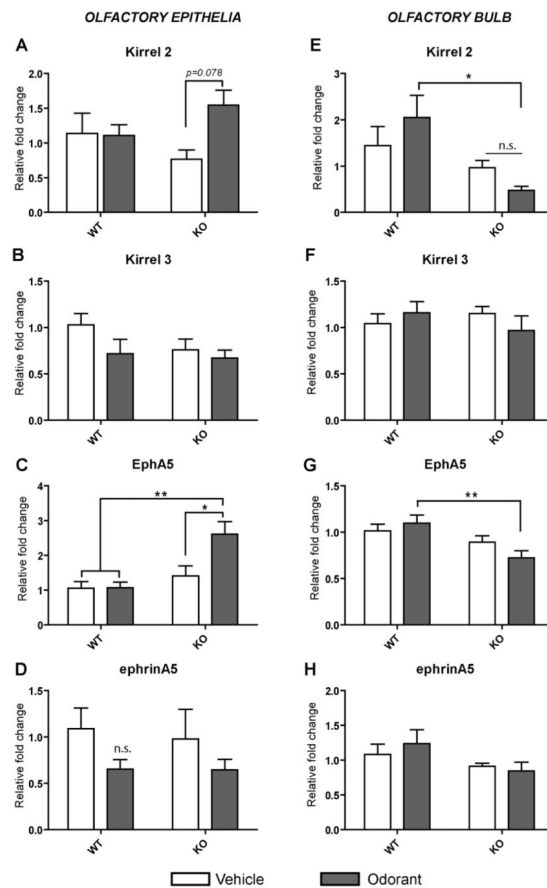 OLFACTORY EPITHELIA
OLFACTORY BULB
A
Kirrel 2
Relative fold change
2.0
1.5
1.0
0.5
0.0
p=0.078
WT
KO
E
Kirrel 2
Relative fold change
3
2
1
0
*
n.s.
WT
KO
B
Kirrel 3
Relative fold change
1.5
1.0
0.5
0.0
WT
KO
F
Kirrel 3
Relative fold change
1.5
1.0
0.5
0.0
WT
KO
C
EphA5
Relative fold change
4
3
2
1
0
**
*
WT
KO
G
EphA5
Relative fold change
2.0
1.5
1.0
0.5
0.0
**
WT
KO
D
ephrinA5
Relative fold change
1.5
1.0
0.5
0.0
n.s.
WT
KO
H
ephrinA5
Relative fold change
2.0
1.5
1.0
0.5
0.0
WT
KO
Vehicle
Odorant